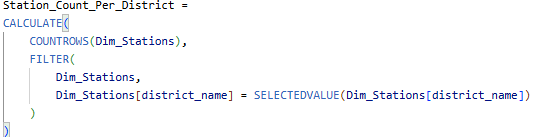 Station_Count_Per_District =
CALCULATE(
    COUNTROWS(Dim_Stations),
    FILTER(
        Dim_Stations,
        Dim_Stations[district_name] = SELECTEDVALUE(Dim_Stations[district_name])
    )
)